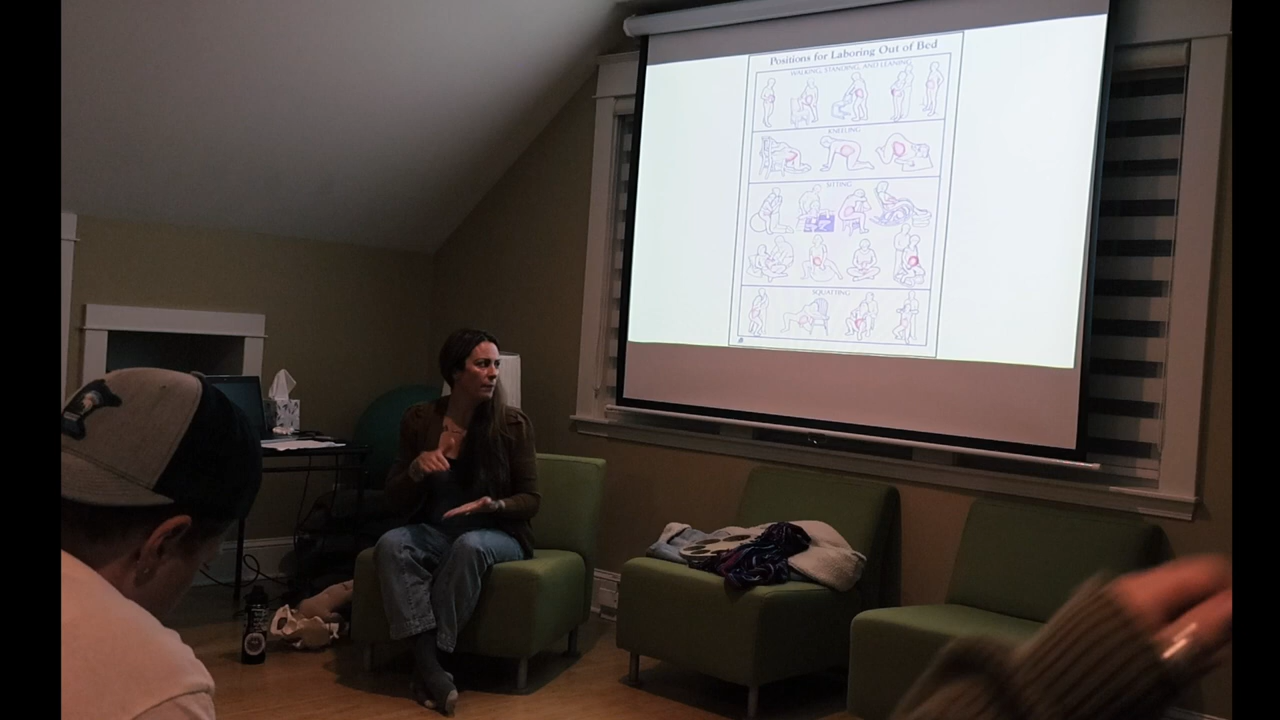 Positions for Laboring Out of Bed
WALKING, STANDING, AND LEANING
KNEELING
SITTING
SQUATTING